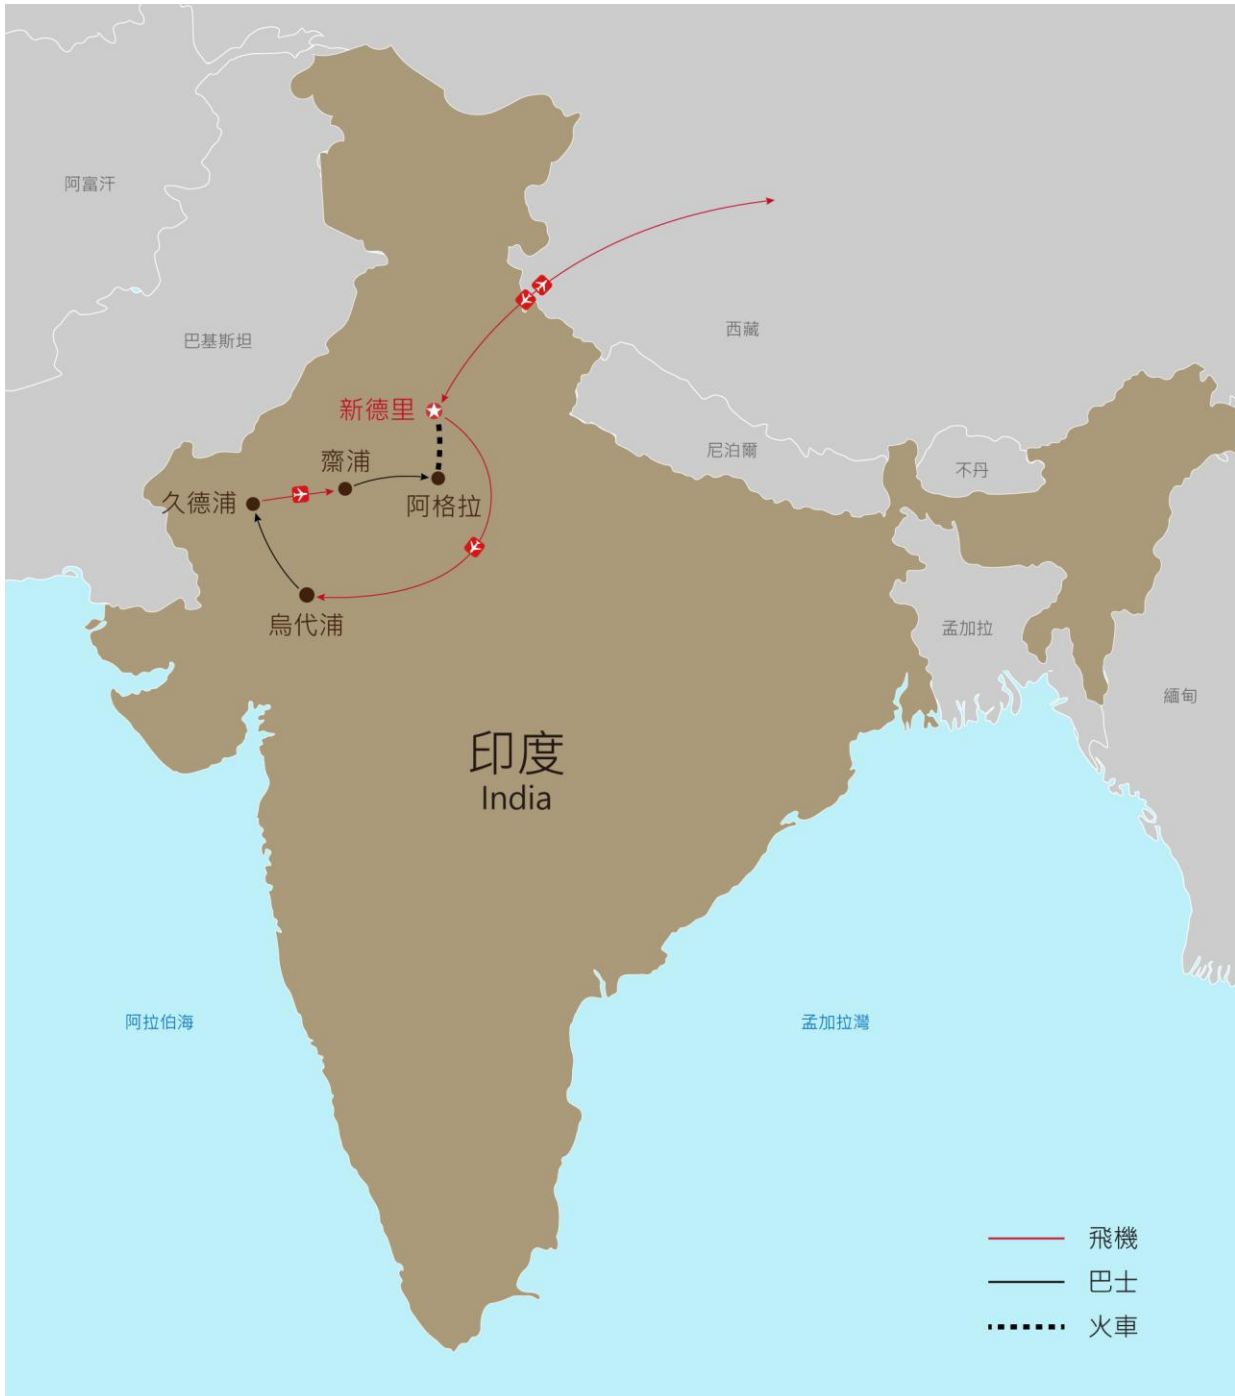 阿富汗
巴基斯坦
西藏
新德里
尼泊爾
齋浦
不丹
久德浦
阿格拉
烏代浦
孟加拉
緬甸
印度
India
阿拉伯海
孟加拉灣
飛機
巴士
火車